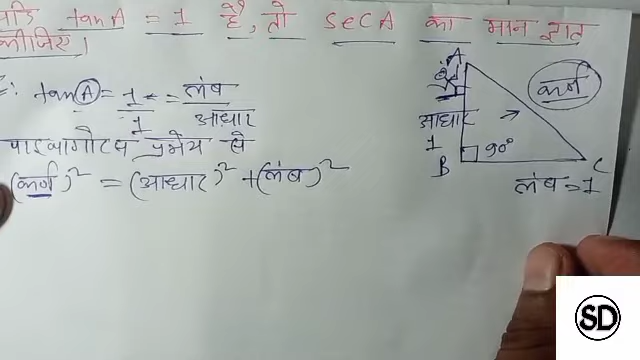 यदि tan A = 1 है, तो sec A का मान ज्ञात
कीजिए।
tan A = 1/1 = लंब/आधार
पाइथागोरस प्रमेय से
(कर्ण)² = (आधार)² + (लंब)²
A
कर्ण
आधार
1
90°
B
C
लंब = 1
SD